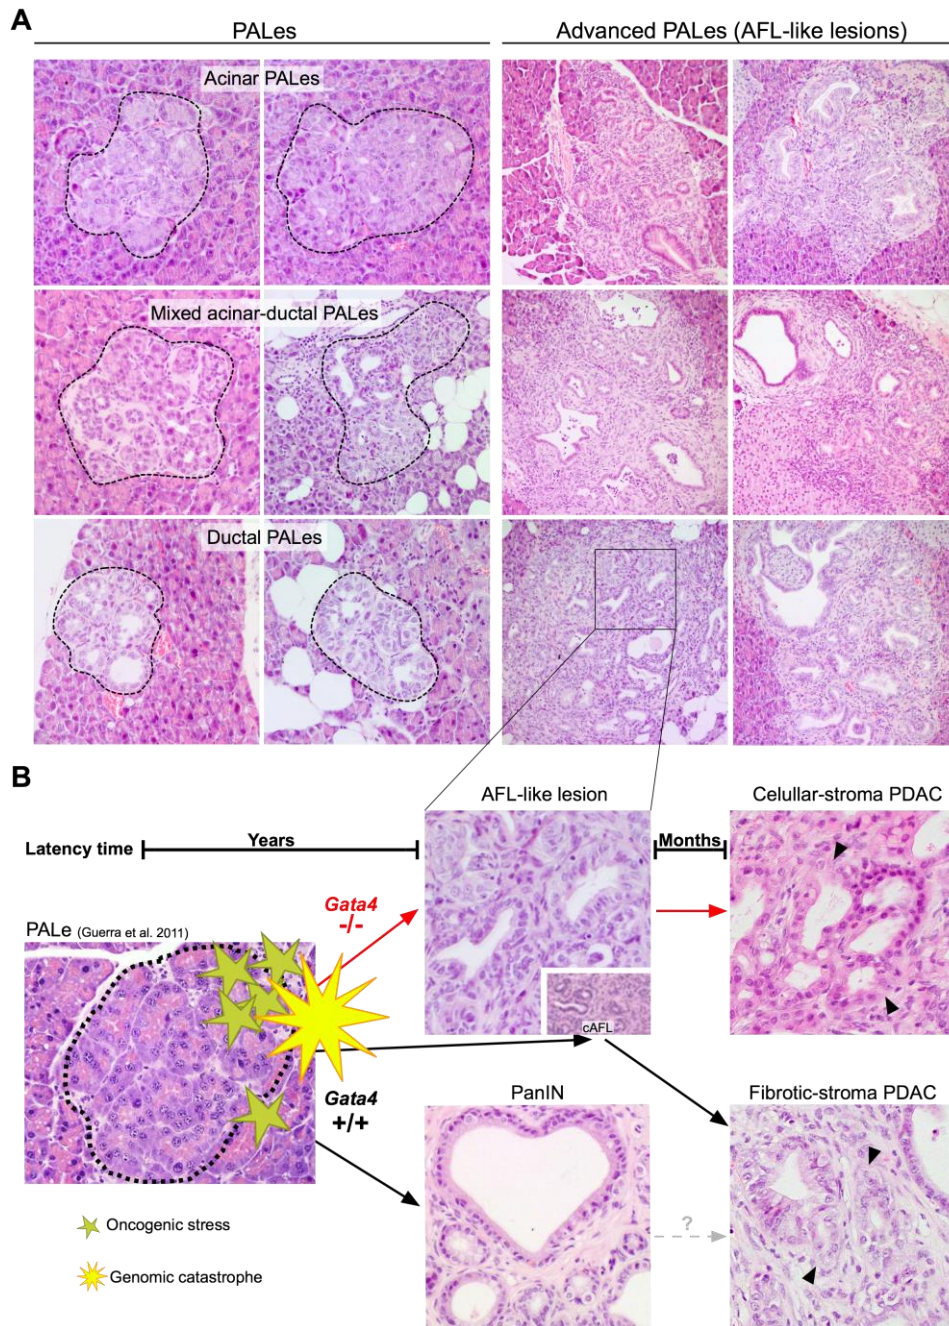 A
PALes
Advanced PALes (AFL-like lesions)
Acinar PALes
Mixed acinar-ductal PALes
Ductal PALes
B
AFL-like lesion
Celullar-stroma PDAC
Latency time
Years
Months
Gata4
-/-
PALe (Guerra et al. 2011)
cAFL
Gata4
+/+
PanIN
Fibrotic-stroma PDAC
?
Oncogenic stress
Genomic catastrophe